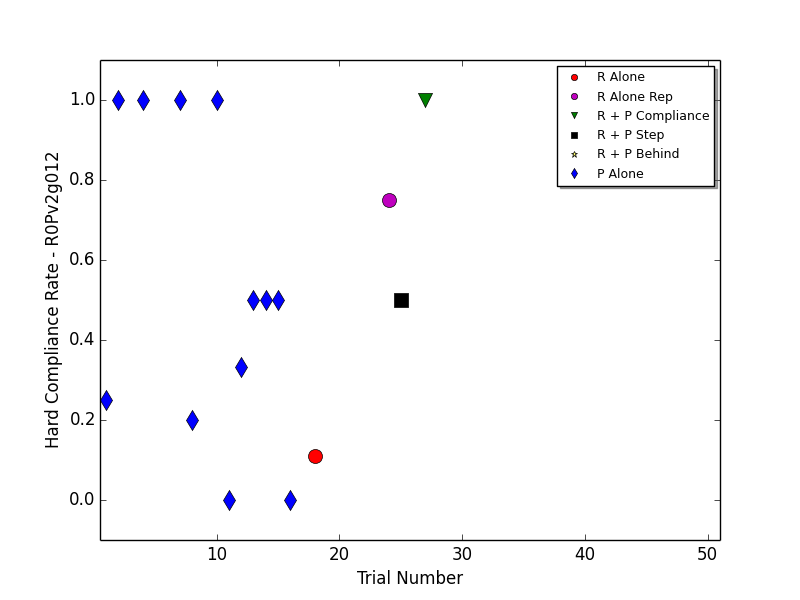 R Alone
R Alone Rep
R + P Compliance
R + P Step
R + P Behind
P Alone
1.0
0.8
0.6
0.4
0.2
0.0
Hard Compliance Rate - R0Pv2g012
10 20 30 40 50
Trial Number